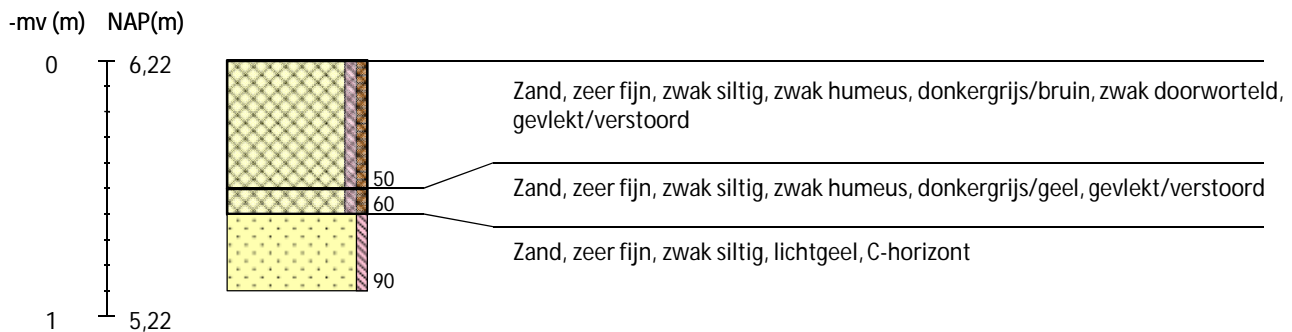 -mv (m) NAP(m)
0 6,22
Zand, zeer fijn, zwak siltig, zwak humeus, donkergrijs/bruin, zwak doorworteld,
gevlekt/verstoord
50
Zand, zeer fijn, zwak siltig, zwak humeus, donkergrijs/geel, gevlekt/verstoord
60
Zand, zeer fijn, zwak siltig, lichtgeel, C-horizont
90
1 5,22